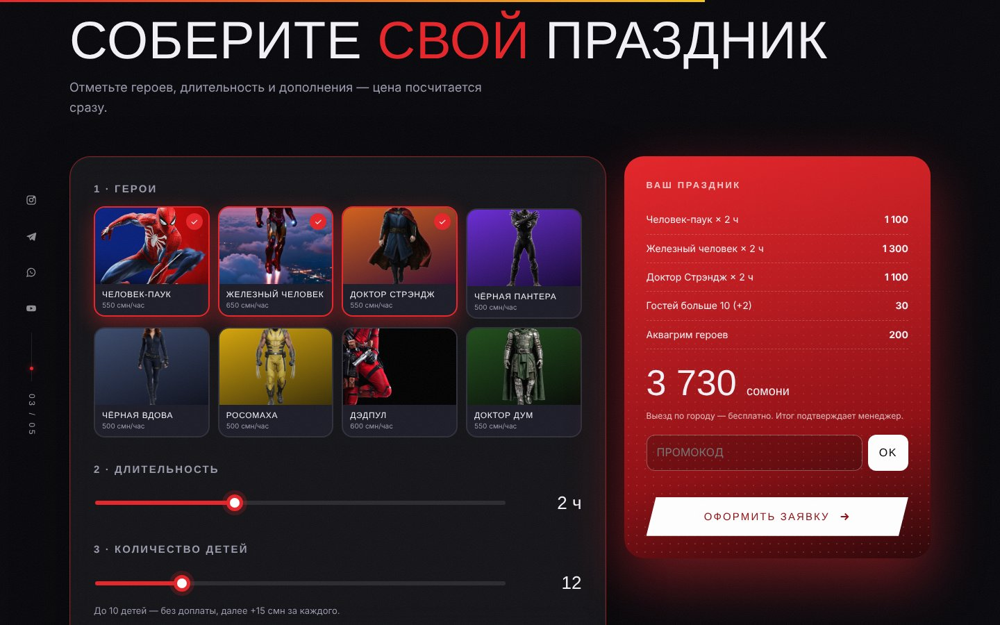 СОБЕРИТЕ СВОЙ ПРАЗДНИК
Отметьте героев, длительность и дополнения — цена посчитается
сразу.
1 · ГЕРОИ
ЧЕЛОВЕК-ПАУК
550 смн/час
ЖЕЛЕЗНЫЙ ЧЕЛОВЕК
650 смн/час
ДОКТОР СТРЭНДЖ
550 смн/час
ЧЁРНАЯ ПАНТЕРА
500 смн/час
ЧЁРНАЯ ВДОВА
500 смн/час
РОСОМАХА
500 смн/час
ДЭДПУЛ
600 смн/час
ДОКТОР ДУМ
550 смн/час
2 · ДЛИТЕЛЬНОСТЬ
2 ч
3 · КОЛИЧЕСТВО ДЕТЕЙ
12
До 10 детей — без доплаты, далее +15 смн за каждого.
ВАШ ПРАЗДНИК
Человек-паук × 2 ч 1 100
Железный человек × 2 ч 1 300
Доктор Стрэндж × 2 ч 1 100
Гостей больше 10 (+2) 30
Аквагрим героев 200
3 730 сомони
Выезд по городу — бесплатно. Итог подтверждает менеджер.
ПРОМОКОД
OK
ОФОРМИТЬ ЗАЯВКУ →
03 / 05